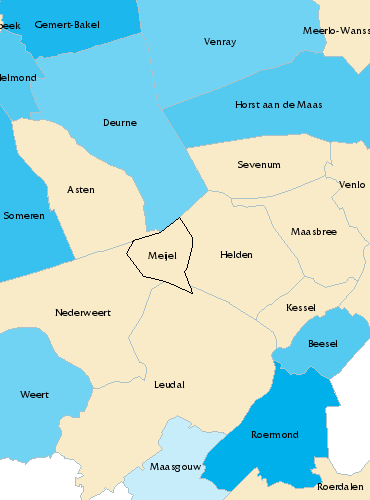 Gemert-Bakel
Meerlo-Wanss
beek
Venray
elmond
Horst aan de Maas
Deurne
Sevenum
Venlo
Asten
Someren
Maasbree
Meijel
Helden
Nederweert
Kessel
Beesel
Leudal
Weert
Roermond
Maasgouw
Roerdalen